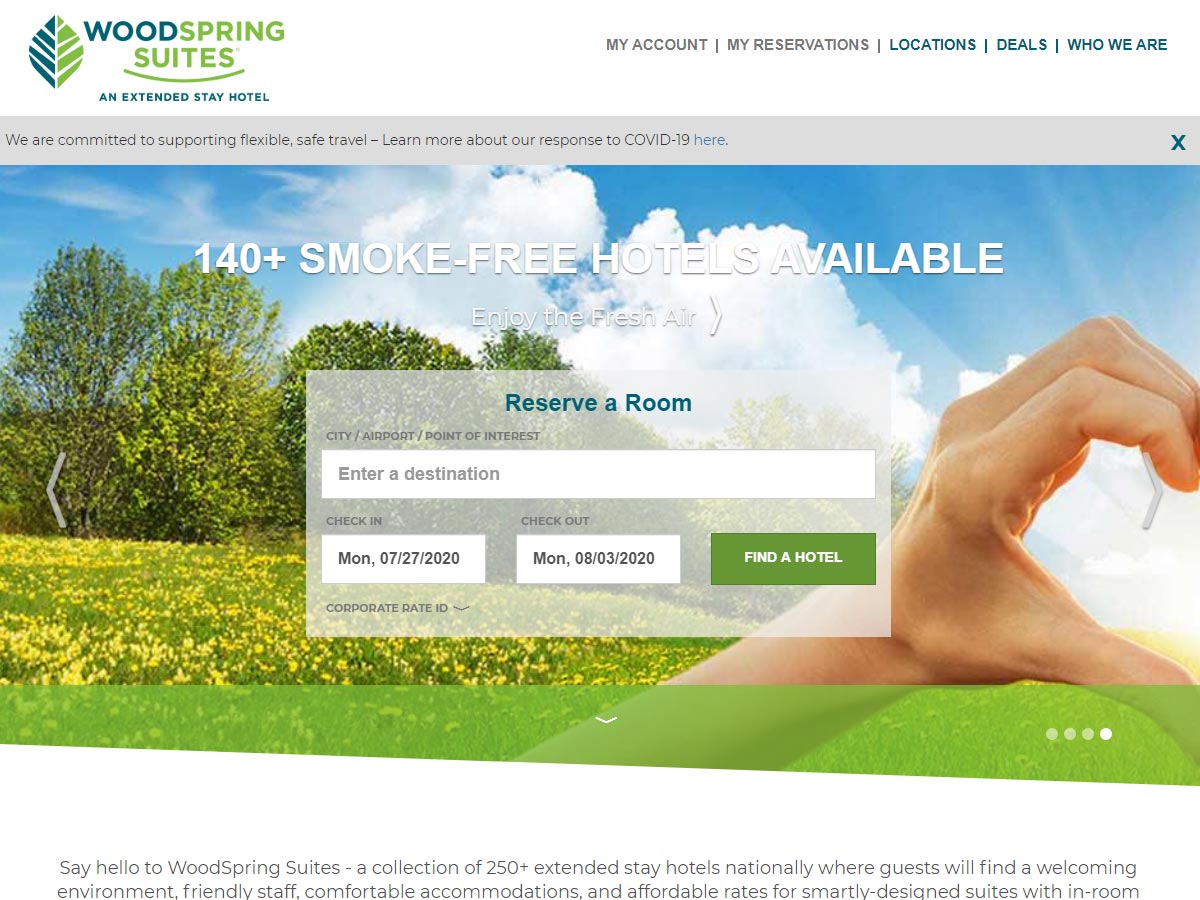 WOODSPRING
SUITES®
AN EXTENDED STAY HOTEL
MY ACCOUNT | MY RESERVATIONS | LOCATIONS | DEALS | WHO WE ARE
We are committed to supporting flexible, safe travel – Learn more about our response to COVID-19 here.
X
140+ SMOKE-FREE HOTELS AVAILABLE
Enjoy the Fresh Air
Reserve a Room
CITY / AIRPORT / POINT OF INTEREST
Enter a destination
CHECK IN CHECK OUT
Mon, 07/27/2020 Mon, 08/03/2020 FIND A HOTEL
CORPORATE RATE ID
Say hello to WoodSpring Suites - a collection of 250+ extended stay hotels nationally where guests will find a welcoming
environment, friendly staff, comfortable accommodations, and affordable rates for smartly-designed suites with in-room